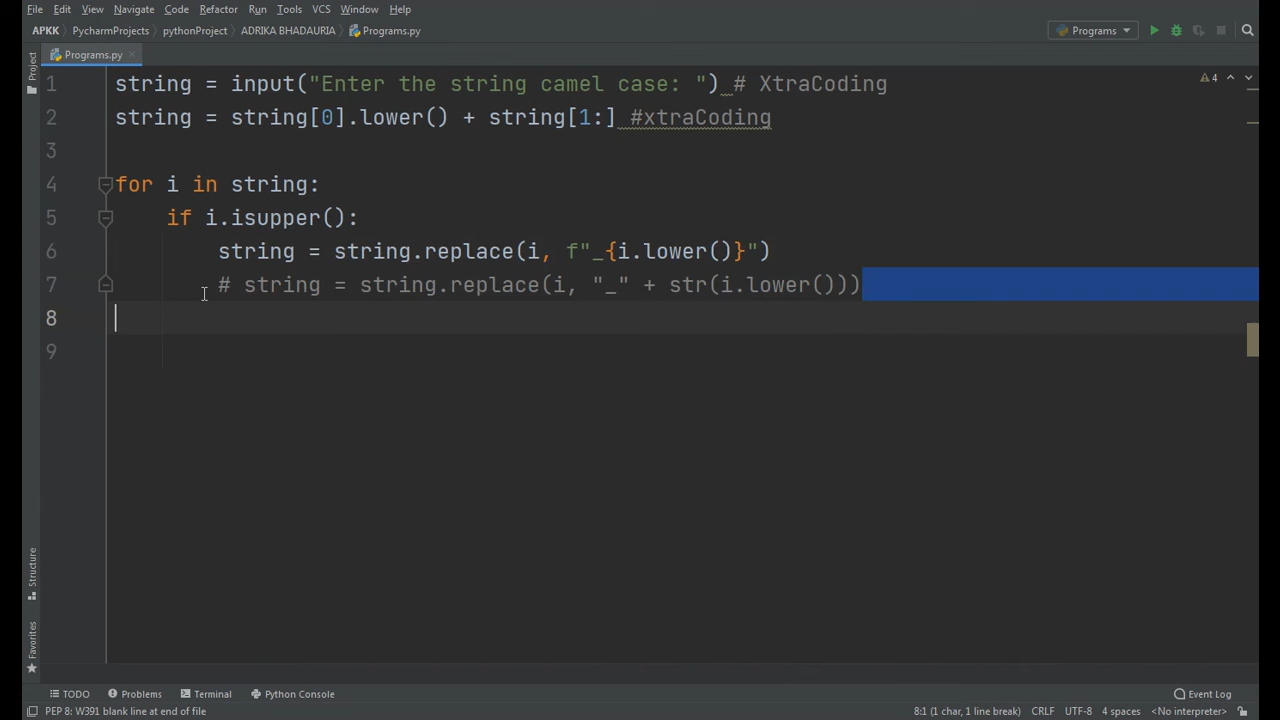 File Edit View Navigate Code Refactor Run Tools VCS Window Help
APKK PycharmProjects pythonProject ADRIKA BHADAURIA Programs.py Programs
Project
Programs.py
1 string = input("Enter the string camel case: ") # XtraCoding 4
2 string = string[0].lower() + string[1:] #xtraCoding
3
4 for i in string:
5 if i.isupper():
6 string = string.replace(i, f"_{i.lower()}")
7 # string = string.replace(i, "_" + str(i.lower()))
8
9
Structure
Favorites
TODO Problems Terminal Python Console Event Log
PEP 8: W391 blank line at end of file 8:1 (1 char, 1 line break) CRLF UTF-8 4 spaces <No interpreter>